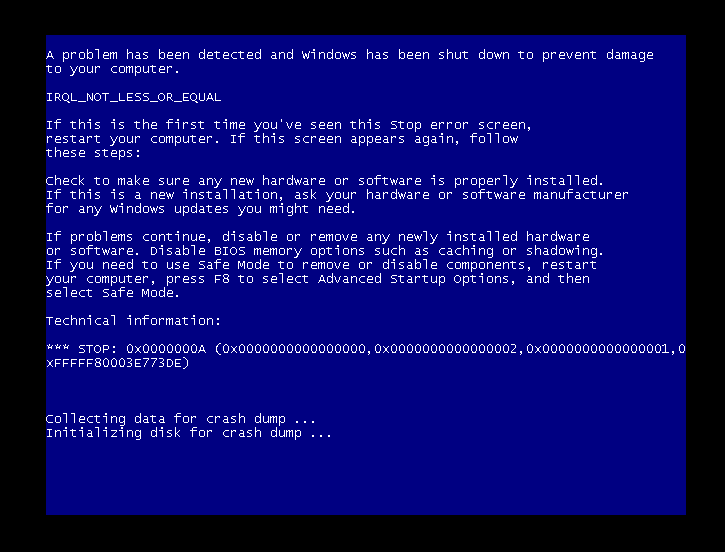 A problem has been detected and Windows has been shut down to prevent damage
to your computer.
IRQL_NOT_LESS_OR_EQUAL
If this is the first time you've seen this Stop error screen,
restart your computer. If this screen appears again, follow
these steps:
Check to make sure any new hardware or software is properly installed.
If this is a new installation, ask your hardware or software manufacturer
for any Windows updates you might need.
If problems continue, disable or remove any newly installed hardware
or software. Disable BIOS memory options such as caching or shadowing.
If you need to use Safe Mode to remove or disable components, restart
your computer, press F8 to select Advanced Startup Options, and then
select Safe Mode.
Technical information:
*** STOP: 0x0000000A (0x0000000000000000,0x0000000000000002,0x0000000000000001,0
xFFFFF80003E773DE)
Collecting data for crash dump ...
Initializing disk for crash dump ...